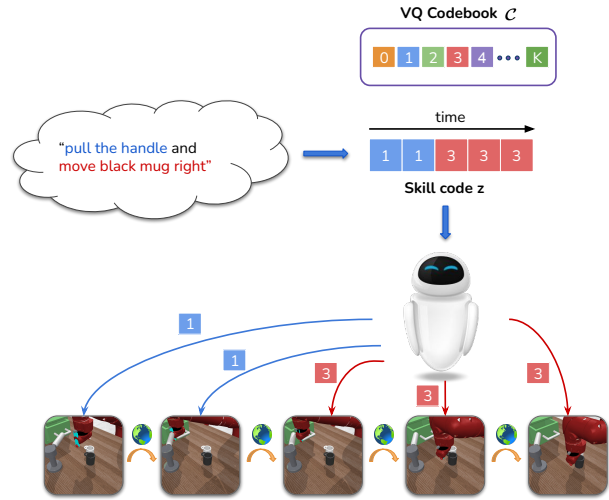 VQ Codebook 𝒞
0 1 2 3 4 K
time
"pull the handle and
move black mug right"
1 1 3 3 3
Skill code z
1
1
3
3
3